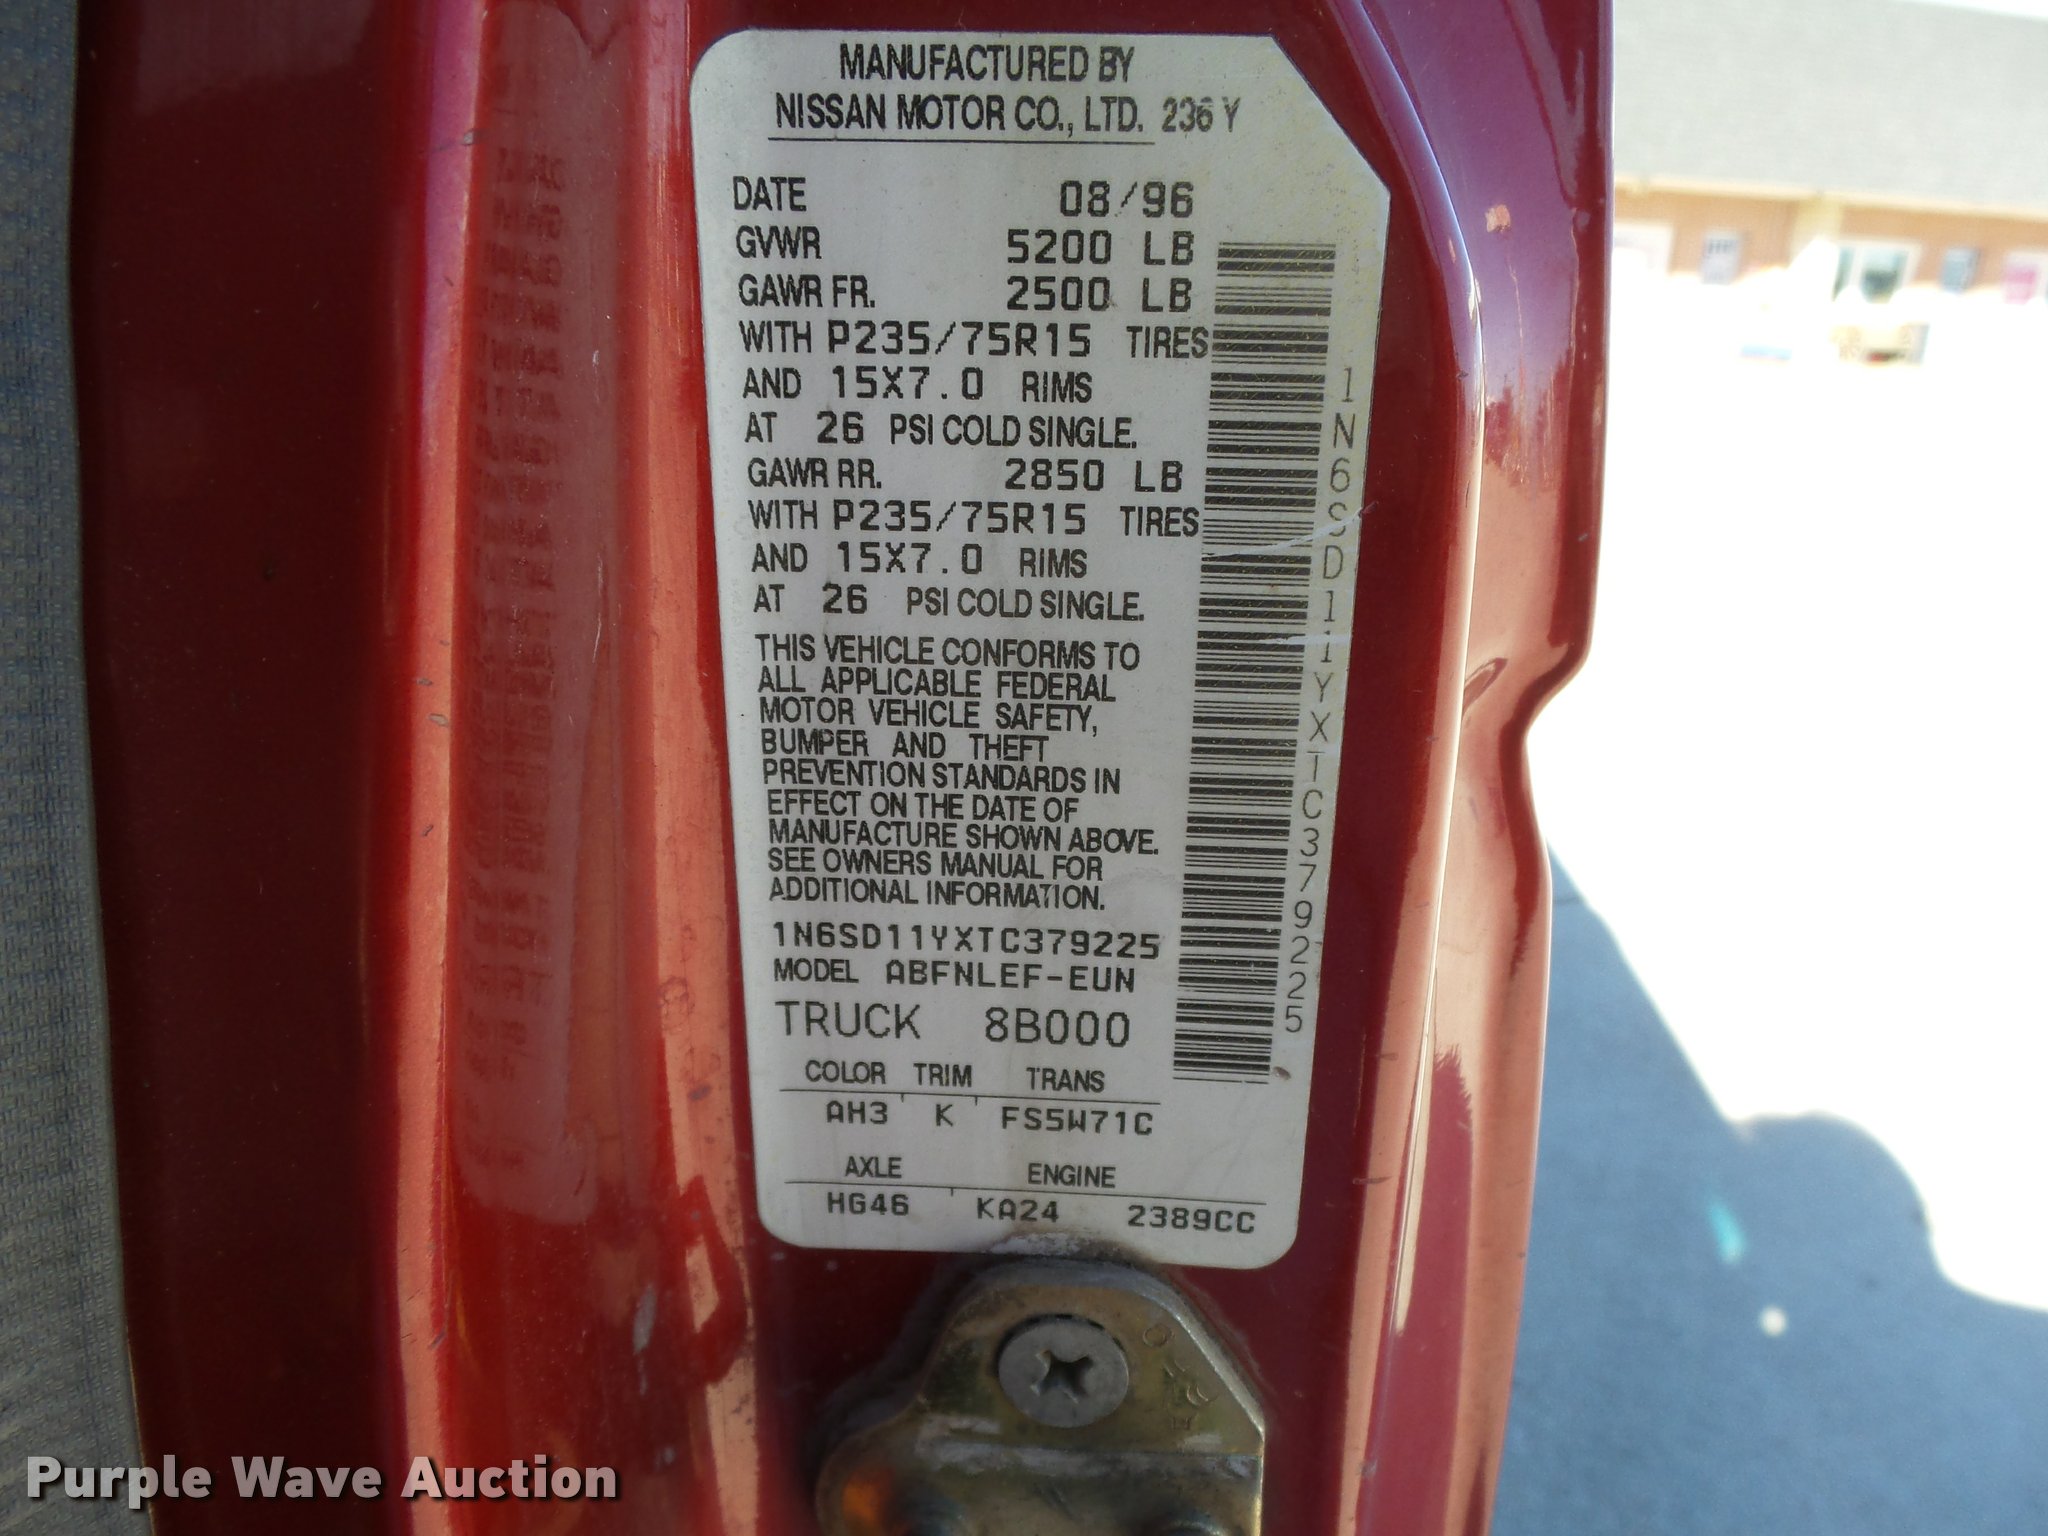 MANUFACTURED BY
NISSAN MOTOR CO., LTD. 236 Y
DATE 08/96
GVWR 5200 LB
GAWR FR. 2500 LB
WITH P235/75R15 TIRES
AND 15X7.0 RIMS
AT 26 PSI COLD SINGLE.
GAWR RR. 2850 LB
WITH P235/75R15 TIRES
AND 15X7.0 RIMS
AT 26 PSI COLD SINGLE.
THIS VEHICLE CONFORMS TO
ALL APPLICABLE FEDERAL
MOTOR VEHICLE SAFETY,
BUMPER AND THEFT
PREVENTION STANDARDS IN
EFFECT ON THE DATE OF
MANUFACTURE SHOWN ABOVE.
SEE OWNERS MANUAL FOR
ADDITIONAL INFORMATION.
1N6SD11YXTC379225
MODEL ABFNLEF-EUN
TRUCK 8B000
COLOR TRIM TRANS
AH3 K FS5W71C
AXLE ENGINE
HG46 KA24 2389CC
1N6SD11YXTC379225
Purple Wave Auction